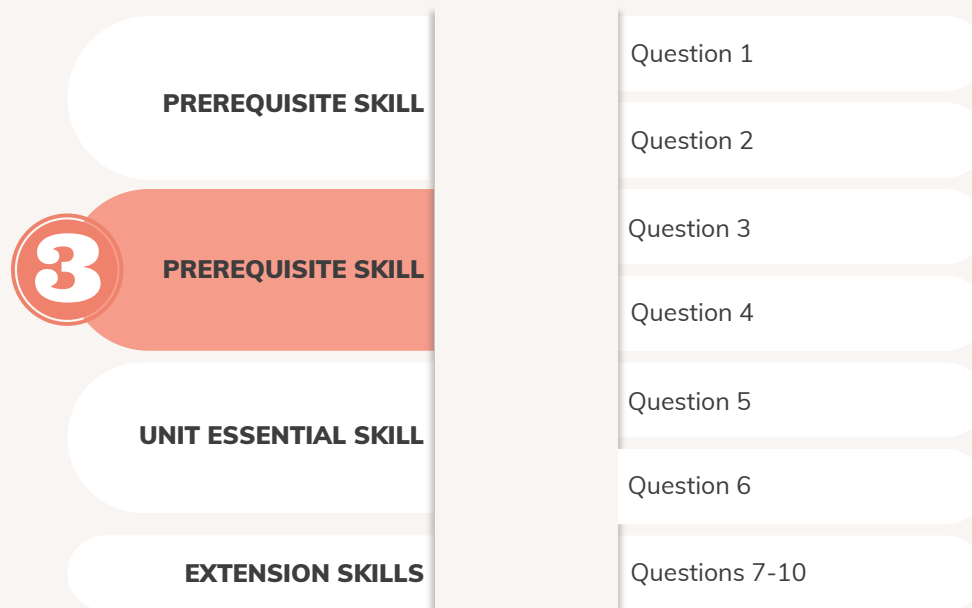 PREREQUISITE SKILL
3
PREREQUISITE SKILL
UNIT ESSENTIAL SKILL
EXTENSION SKILLS
Question 1
Question 2
Question 3
Question 4
Question 5
Question 6
Questions 7-10